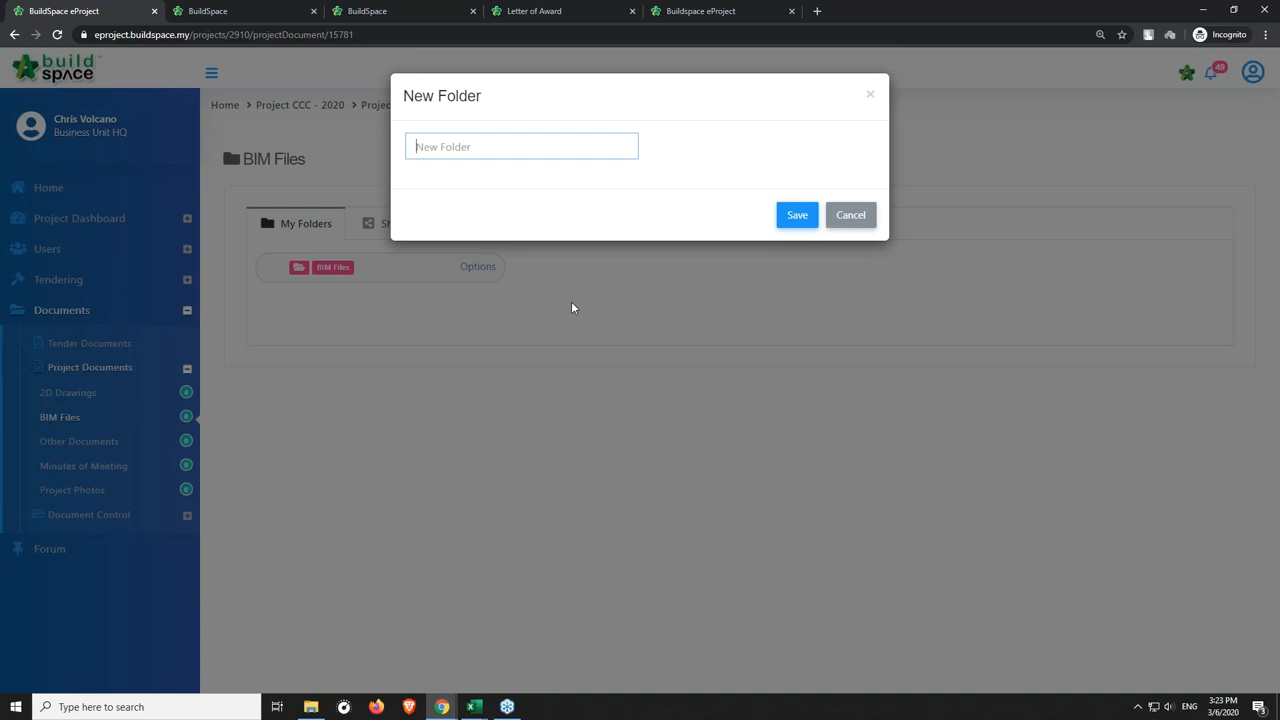 BuildSpace eProject
BuildSpace
BuildSpace
Letter of Award
Buildspace eProject
eproject.buildspace.my/projects/2910/projectDocument/15781
Incognito
build
space
49
Chris Volcano
Business Unit HQ
Home
Project Dashboard
Users
Tendering
Documents
Tender Documents
Project Documents
2D Drawings
4
BIM Files
Other Documents
Minutes of Meeting
Project Photos
Document Control
Forum
Home > Project CCC - 2020 > Projec
BIM Files
My Folders
Sh
BIM Files
Options
New Folder
×
New Folder
Save
Cancel
Type here to search
ENG
3:23 PM
3/6/2020